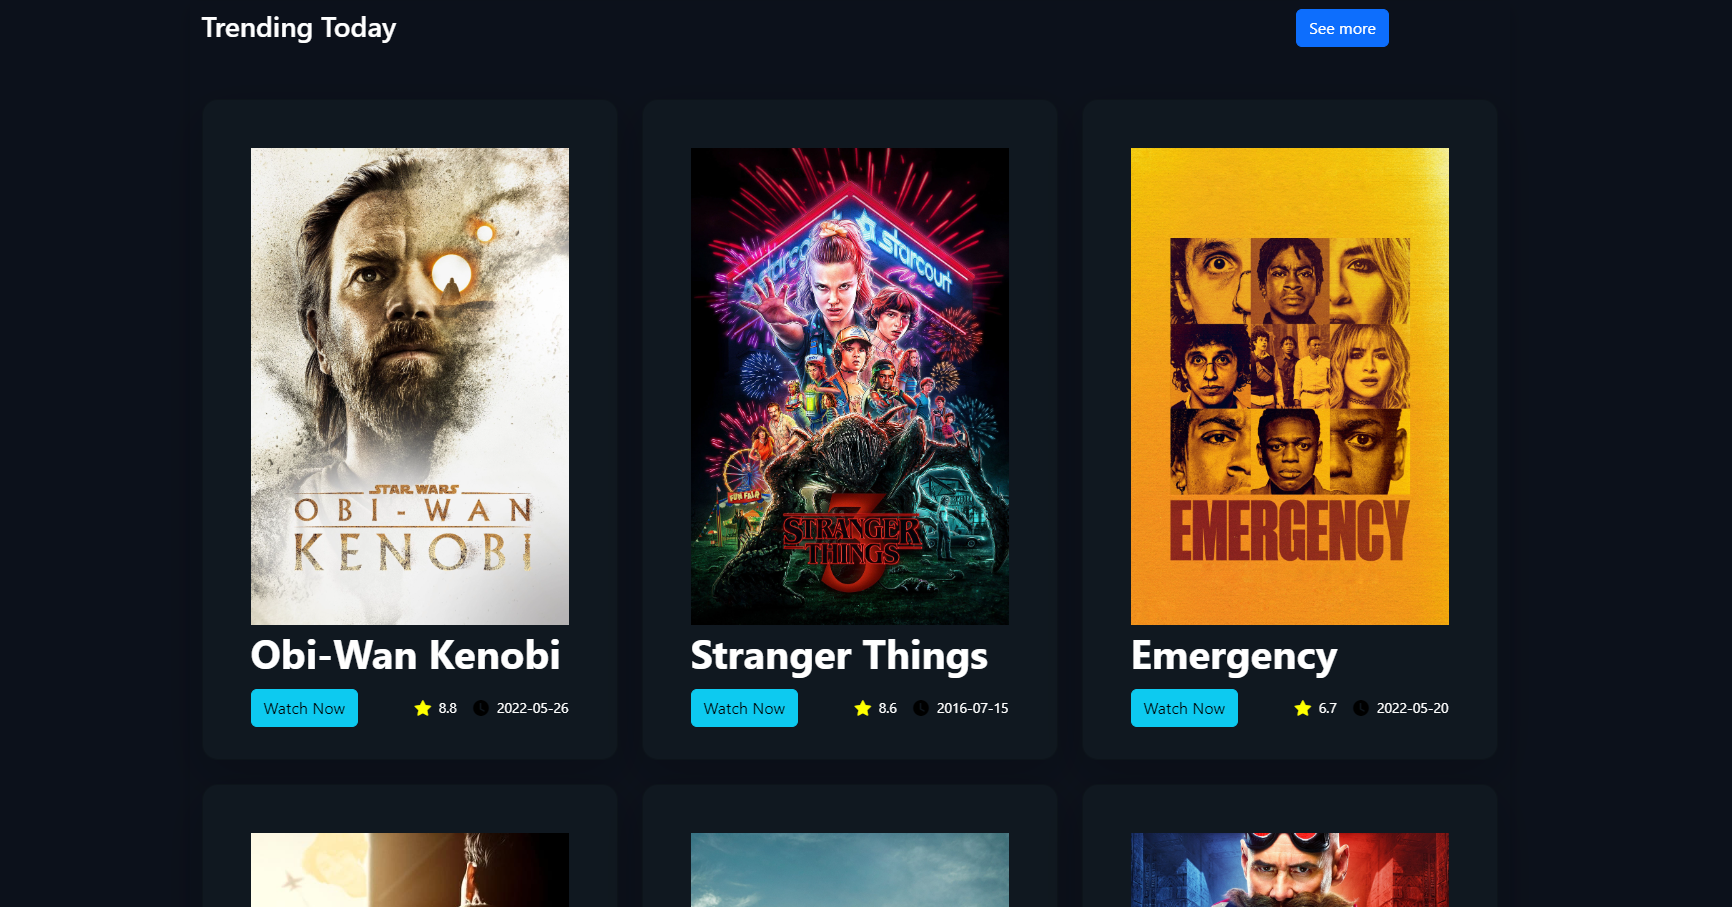 Trending Today
See more
STAR WARS
OBI-WAN
KENOBI
starcourt
starcourt
SUN FAIR
3
STRANGER
THINGS
EMERGENCY
Obi-Wan Kenobi
Watch Now
8.8
2022-05-26
Stranger Things
Watch Now
8.6
2016-07-15
Emergency
Watch Now
6.7
2022-05-20